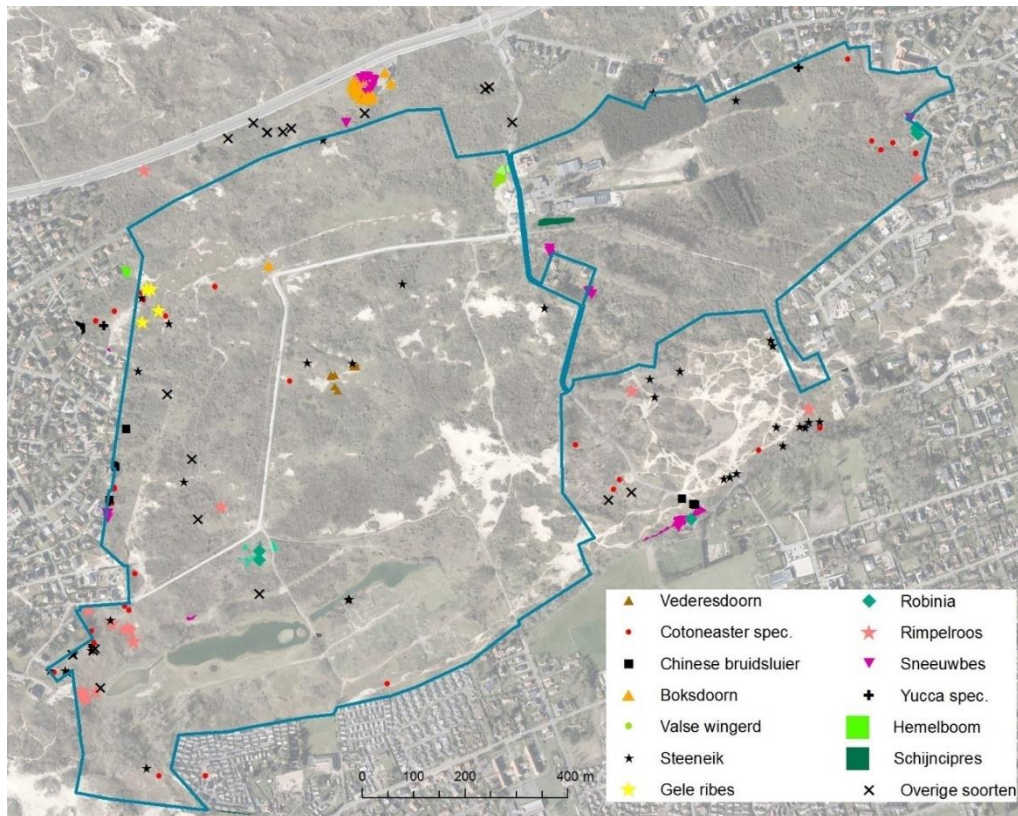 0 100 200 400 m
Vederesdoorn
Cotoneaster spec.
Chinese bruidsluier
Boksdoorn
Valse wingerd
Steeneik
Gele ribes
Robinia
Rimpelroos
Sneeuwbes
Yucca spec.
Hemelboom
Schijncipres
Overige soorten